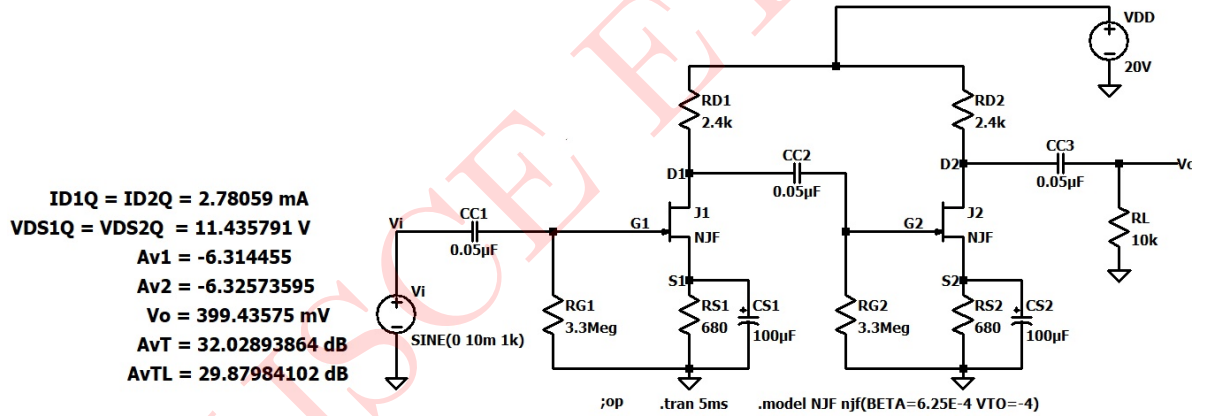 VDD
20V
RD1
2.4k
RD2
2.4k
CC2
0.05µF
CC3
0.05µF
D1
D2
Vo
ID1Q = ID2Q = 2.78059 mA
VDS1Q = VDS2Q = 11.435791 V
Av1 = -6.314455
Av2 = -6.32573595
Vo = 399.43575 mV
AvT = 32.02893864 dB
AvTL = 29.87984102 dB
Vi
CC1
0.05µF
G1
J1
NJF
G2
J2
NJF
RL
10k
S1
S2
Vi
SINE(0 10m 1k)
RG1
3.3Meg
RS1
680
CS1
100µF
RG2
3.3Meg
RS2
680
CS2
100µF
;op .tran 5ms .model NJF njf(BETA=6.25E-4 VTO=-4)